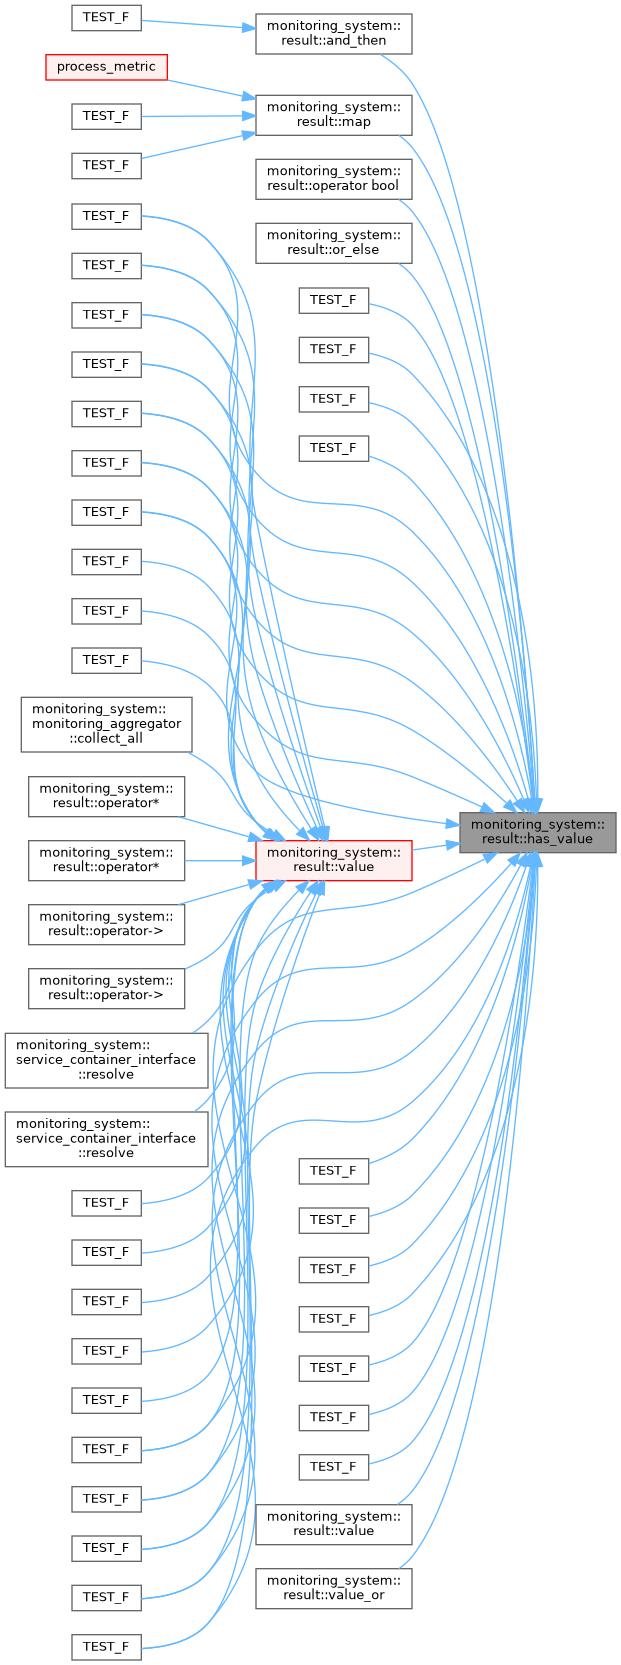 TEST_F
monitoring_system::
result::and_then
process_metric
monitoring_system::
result::map
TEST_F
TEST_F
monitoring_system::
result::operator bool
TEST_F
monitoring_system::
result::or_else
TEST_F
TEST_F
TEST_F
TEST_F
TEST_F
TEST_F
TEST_F
TEST_F
TEST_F
TEST_F
TEST_F
TEST_F
TEST_F
monitoring_system::
monitoring_aggregator
::collect_all
monitoring_system::
result::operator*
monitoring_system::
result::has_value
monitoring_system::
result::operator*
monitoring_system::
result::value
monitoring_system::
result::operator->
monitoring_system::
result::operator->
monitoring_system::
service_container_interface
::resolve
monitoring_system::
service_container_interface
::resolve
TEST_F
TEST_F
TEST_F
TEST_F
TEST_F
TEST_F
TEST_F
TEST_F
TEST_F
TEST_F
TEST_F
TEST_F
TEST_F
TEST_F
monitoring_system::
result::value
TEST_F
TEST_F
monitoring_system::
result::value_or
TEST_F